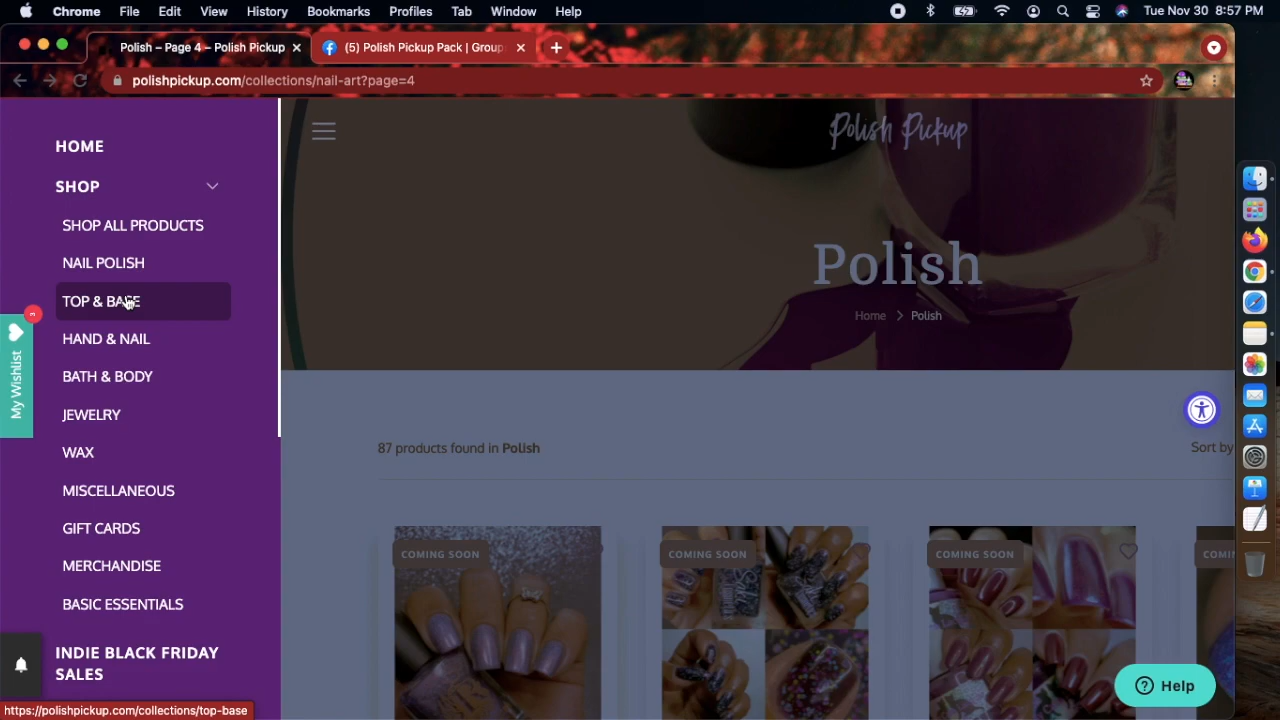 Chrome File Edit View History Bookmarks Profiles Tab Window Help Tue Nov 30 8:57 PM
Polish – Page 4 – Polish Pickup (5) Polish Pickup Pack | Group
polishpickup.com/collections/nail-art?page=4
HOME
SHOP
SHOP ALL PRODUCTS
NAIL POLISH
TOP & BASE
HAND & NAIL
BATH & BODY
JEWELRY
WAX
MISCELLANEOUS
GIFT CARDS
MERCHANDISE
BASIC ESSENTIALS
INDIE BLACK FRIDAY
SALES
My Wishlist
3
Polish Pickup
Polish
Home > Polish
87 products found in Polish
Sort by
COMING SOON
COMING SOON
COMING SOON
COMI
Help
https://polishpickup.com/collections/top-base